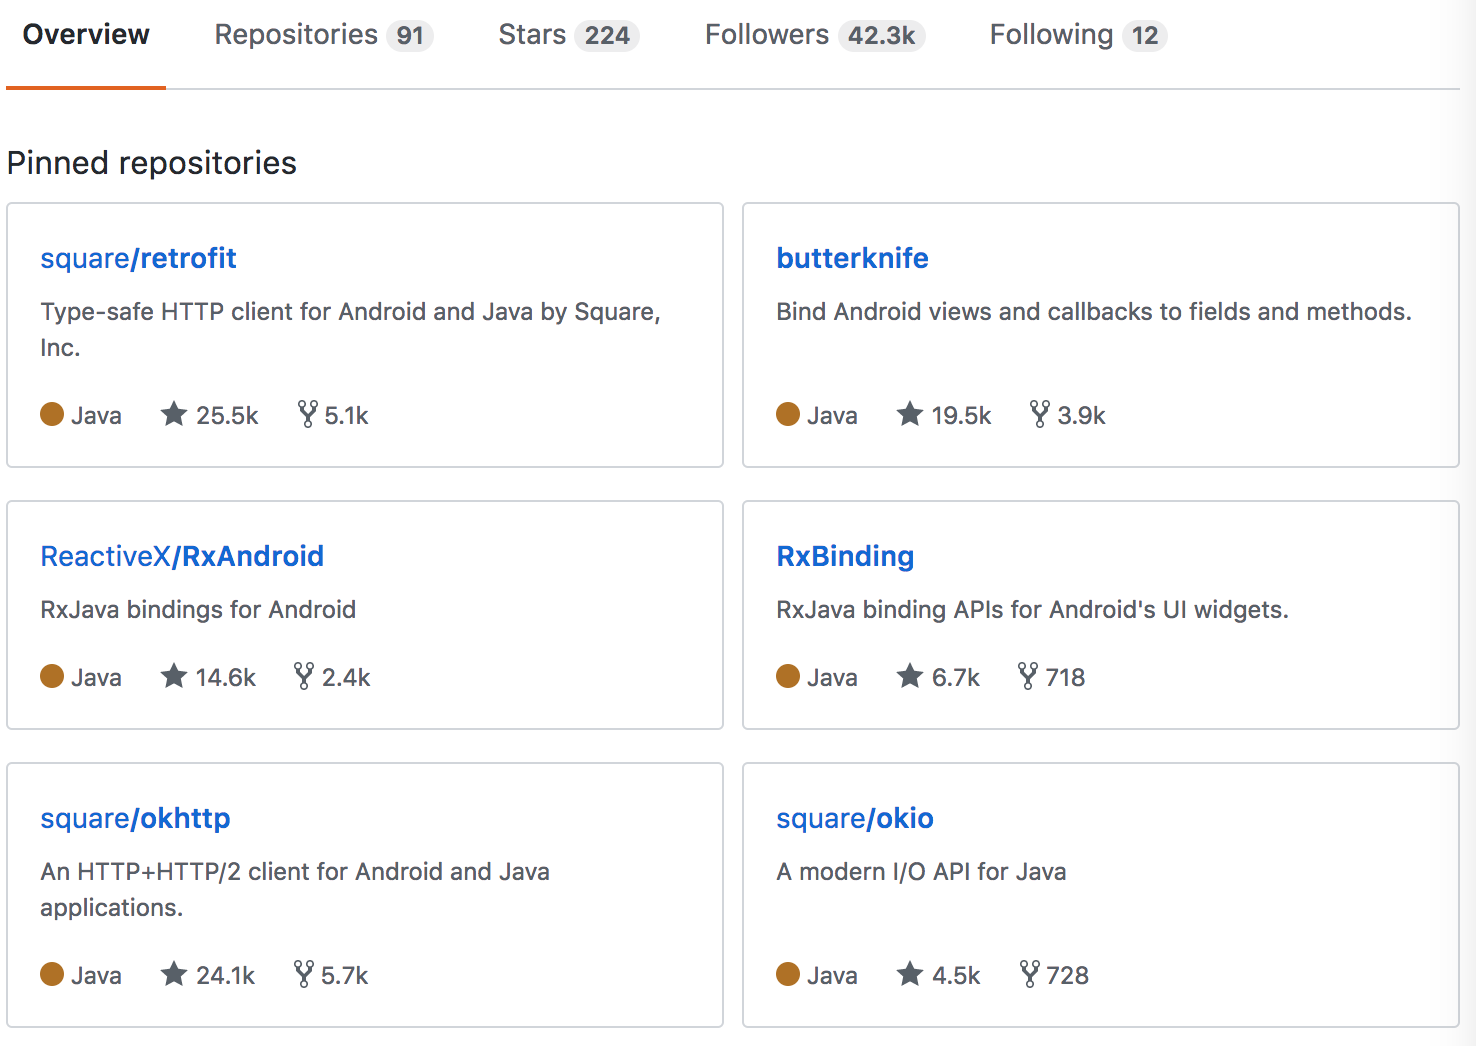 Overview Repositories 91 Stars 224 Followers 42.3k Following 12
Pinned repositories
square/retrofit
Type-safe HTTP client for Android and Java by Square,
Inc.
Java 25.5k 5.1k
butterknife
Bind Android views and callbacks to fields and methods.
Java 19.5k 3.9k
ReactiveX/RxAndroid
RxJava bindings for Android
Java 14.6k 2.4k
RxBinding
RxJava binding APIs for Android's UI widgets.
Java 6.7k 718
square/okhttp
An HTTP+HTTP/2 client for Android and Java
applications.
Java 24.1k 5.7k
square/okio
A modern I/O API for Java
Java 4.5k 728